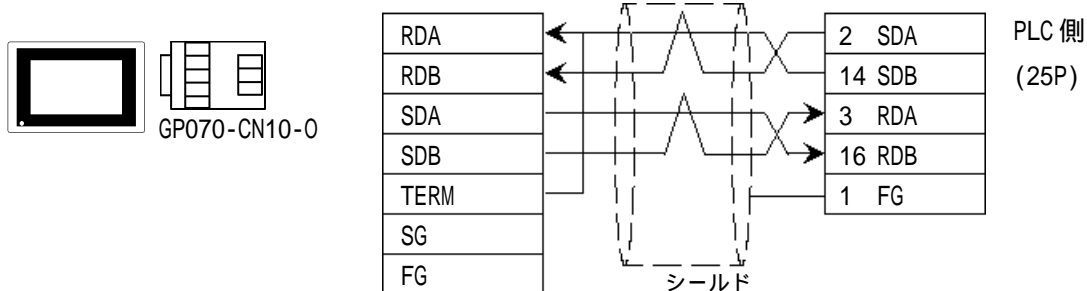 GP070-CN10-O
RDA
RDB
SDA
SDB
TERM
SG
FG
シールド
2 SDA
14 SDB
3 RDA
16 RDB
1 FG
PLC 側
(25P)